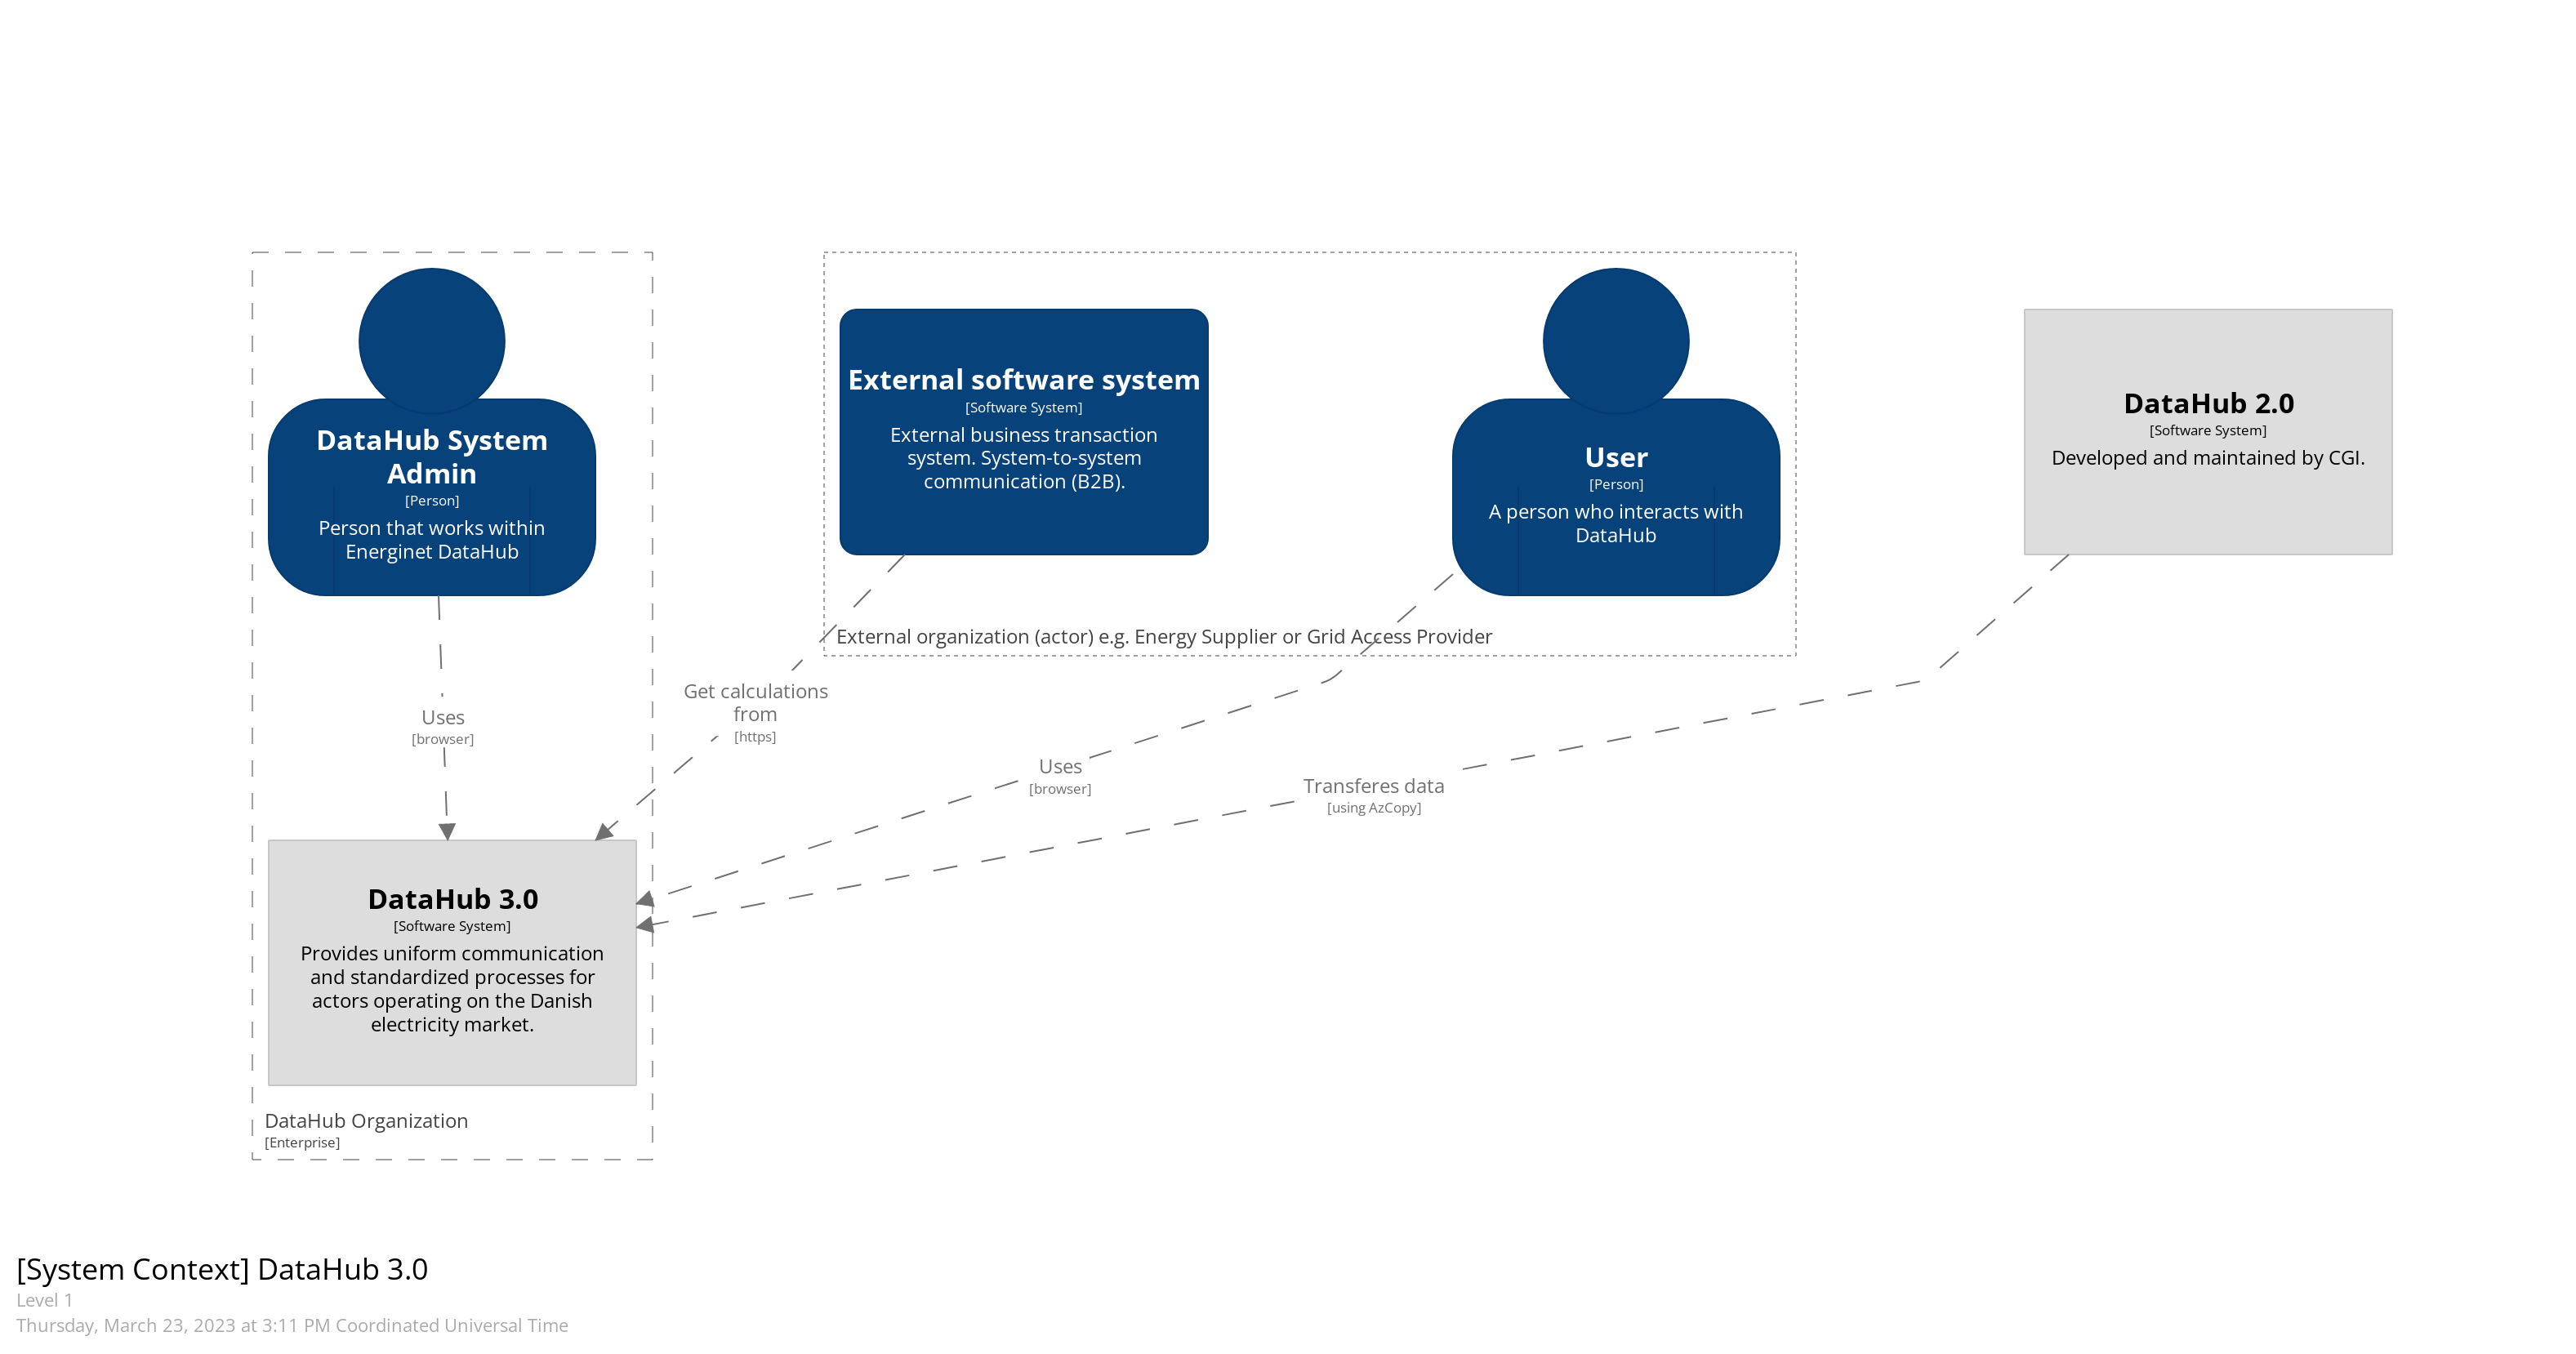 DataHub System
Admin
[Person]
Person that works within
Energinet DataHub
External software system
[Software System]
External business transaction
system. System-to-system
communication (B2B).
User
[Person]
A person who interacts with
DataHub
DataHub 2.0
[Software System]
Developed and maintained by CGI.
External organization (actor) e.g. Energy Supplier or Grid Access Provider
Uses
[browser]
Get calculations
from
[https]
Uses
[browser]
Transferes data
[using AzCopy]
DataHub 3.0
[Software System]
Provides uniform communication
and standardized processes for
actors operating on the Danish
electricity market.
DataHub Organization
[Enterprise]
[System Context] DataHub 3.0
Level 1
Thursday, March 23, 2023 at 3:11 PM Coordinated Universal Time